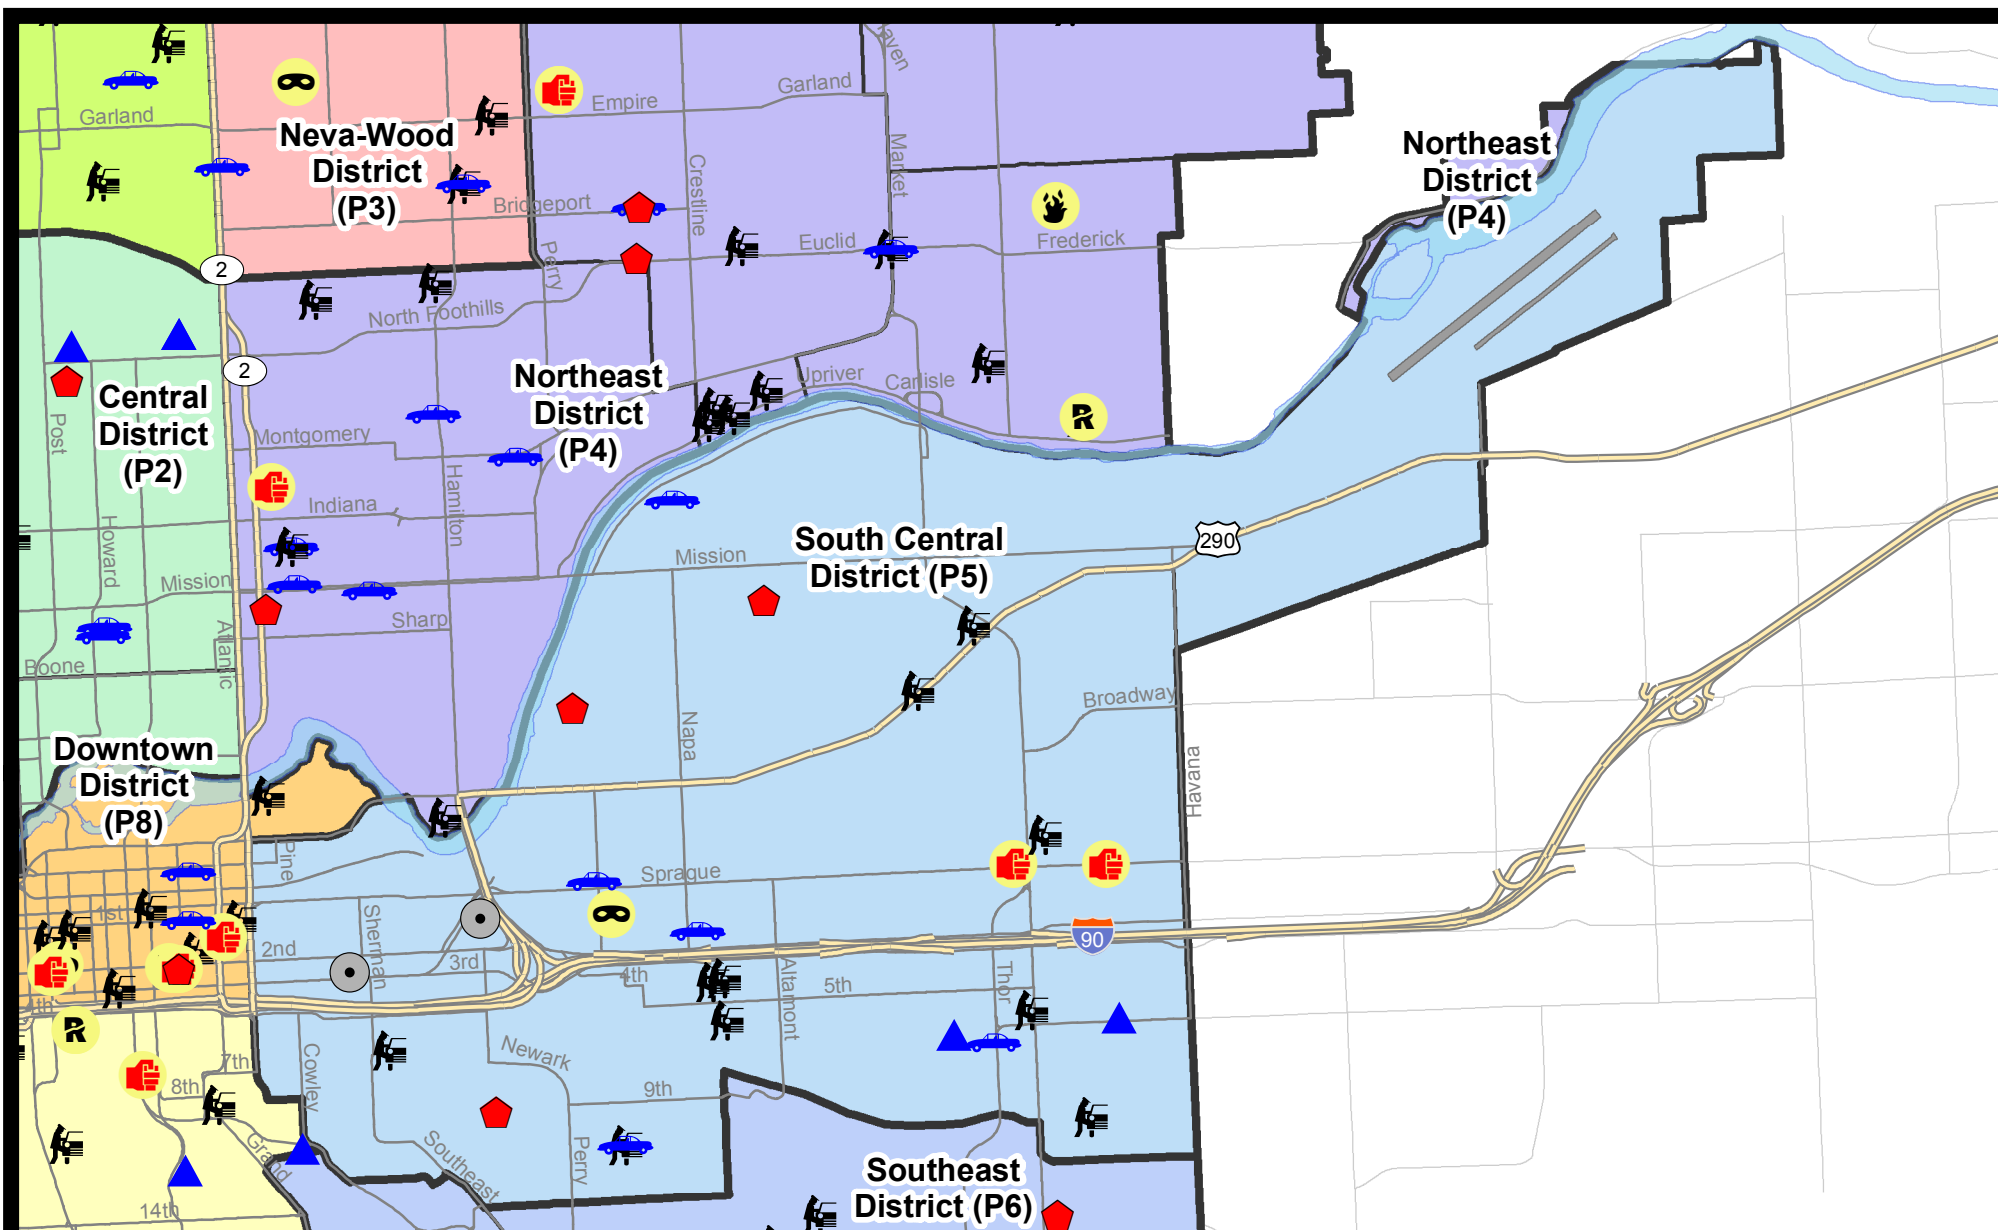 Haven
Garland
Garland
Empire
Neva-Wood
District
(P3)
Market
Northeast
District
(P4)
Crestline
Bridgeport
Perry
Euclid
Frederick
2
North Foothills
2
Central
District
(P2)
Northeast
District
(P4)
Upriver
Carlisle
Post
Montgomery
Hamilton
Indiana
Howard
290
South Central
District (P5)
Mission
Mission
Sharp
Atlantic
Boone
Broadway
Napa
Havana
Downtown
District
(P8)
Pine
Sprague
1st
Sherman
2nd
3rd
4th
5th
90
Altamont
Thor
4th
Newark
Cowley
7th
8th
9th
Perry
Southeast
Grand
14th
Southeast
District (P6)